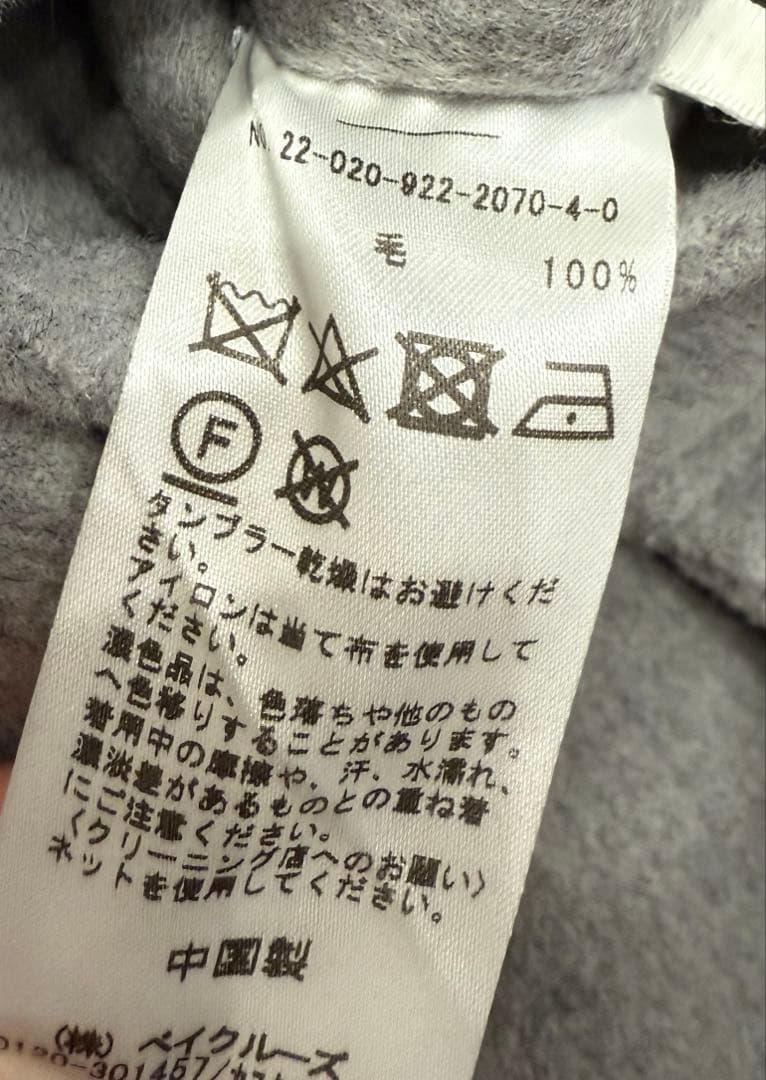 NO. 22-020-922-2070-4-0
毛 100%
F
W
タンブラー乾燥はお避けくだ
さい。
アイロンは当て布を使用して
ください。
濃色品は、色落ちや他のもの
へ色移りすることがあります。
着用中の摩擦や、汗、水濡れ、
濃淡差があるものとの重ね着
にご注意ください。
〈クリーニング店へのお願い〉
ネットを使用してください。
中国製
(株) ベイクルーズ
0120-301457/カスト